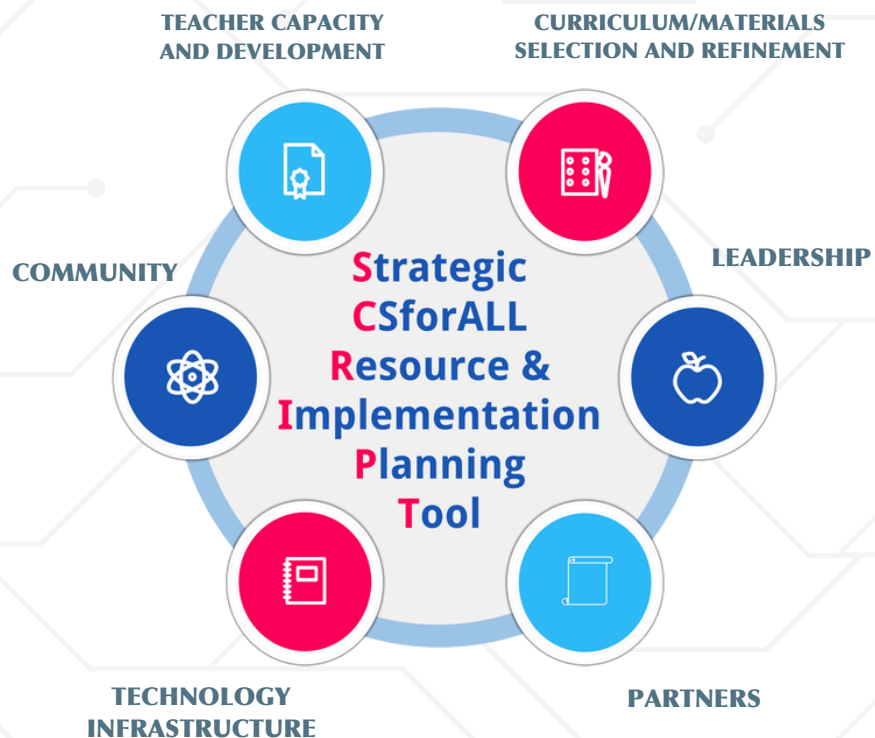 TEACHER CAPACITY
AND DEVELOPMENT
CURRICULUM/MATERIALS
SELECTION AND REFINEMENT
COMMUNITY
LEADERSHIP
Strategic
CSforALL
Resource &
Implementation
Planning
Tool
TECHNOLOGY
INFRASTRUCTURE
PARTNERS